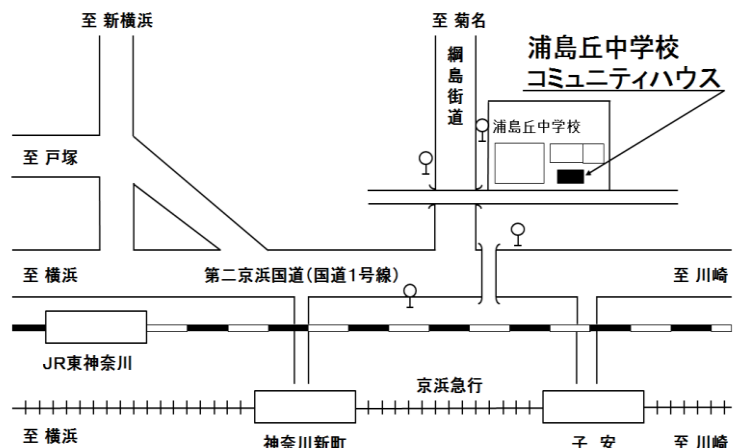 至 新横浜
至 菊名
浦島丘中学校
コミュニティハウス
綱島街道
浦島丘中学校
至 戸塚
至 横浜
第二京浜国道(国道1号線)
至 川崎
JR東神奈川
京浜急行
至 横浜
神奈川新町
子 安
至 川崎